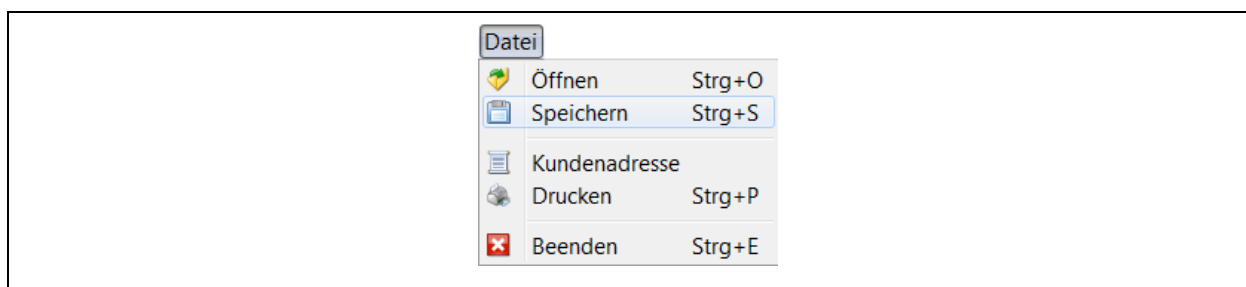 Datei
Öffnen Strg+O
Speichern Strg+S
Kundenadresse
Drucken Strg+P
Beenden Strg+E